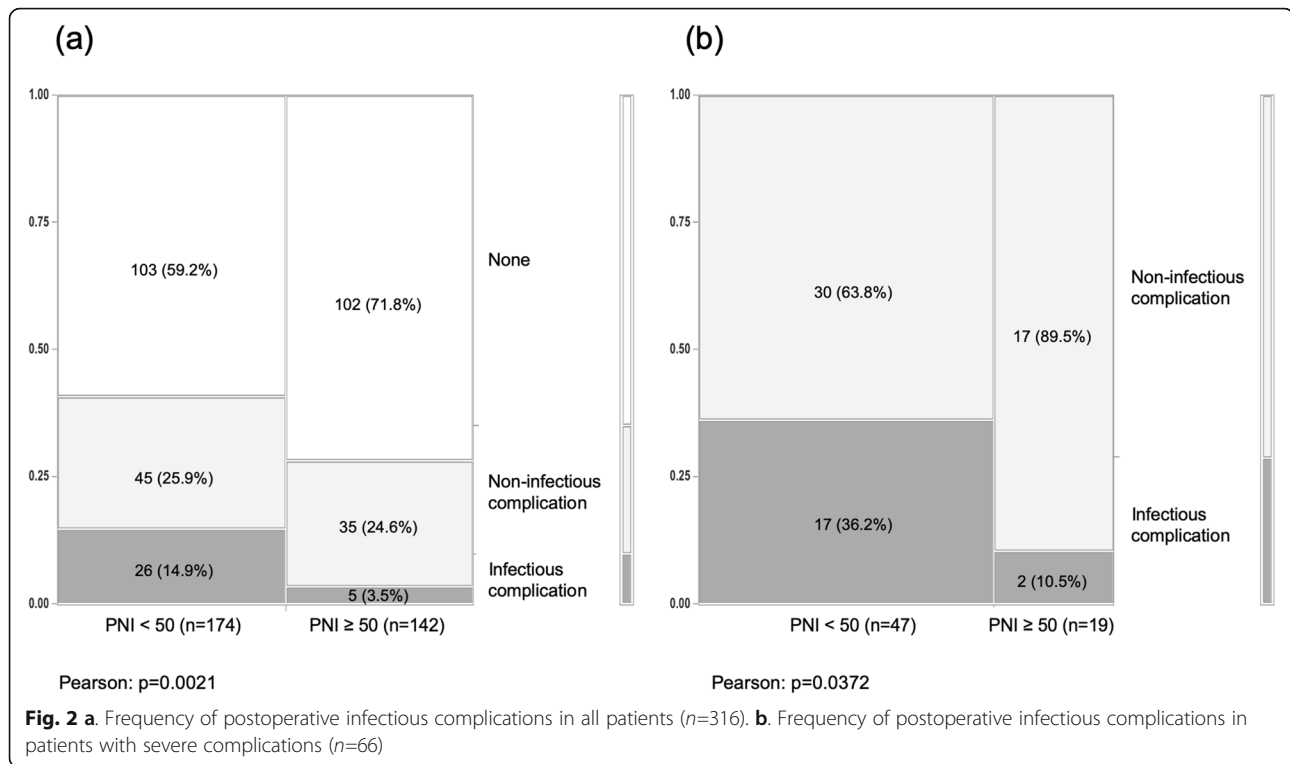 (a)
1.00
0.75
0.50
0.25
0.00
103 (59.2%)
102 (71.8%)
45 (25.9%)
35 (24.6%)
26 (14.9%)
5 (3.5%)
None
Non-infectious
complication
Infectious
complication
PNI < 50 (n=174)
PNI ≥ 50 (n=142)
Pearson: p=0.0021
(b)
1.00
0.75
0.50
0.25
0.00
30 (63.8%)
17 (89.5%)
17 (36.2%)
2 (10.5%)
Non-infectious
complication
Infectious
complication
PNI < 50 (n=47)
PNI ≥ 50 (n=19)
Pearson: p=0.0372
Fig. 2 a. Frequency of postoperative infectious complications in all patients (n=316). b. Frequency of postoperative infectious complications in
patients with severe complications (n=66)